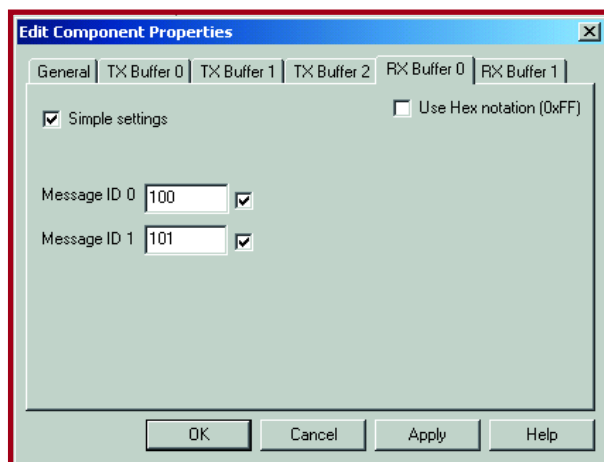 Edit Component Properties
General TX Buffer 0 TX Buffer 1 TX Buffer 2 RX Buffer 0 RX Buffer 1
Simple settings Use Hex notation (0xFF)
Message ID 0 100
Message ID 1 101
OK Cancel Apply Help